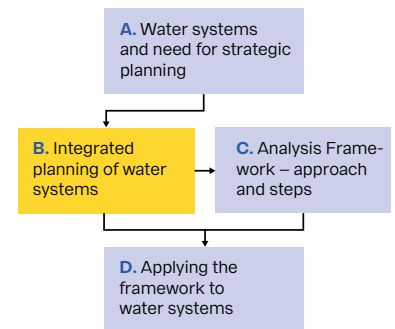 A. Water systems
and need for strategic
planning
B. Integrated
planning of water
systems
C. Analysis Frame-
work – approach
and steps
D. Applying the
framework to
water systems